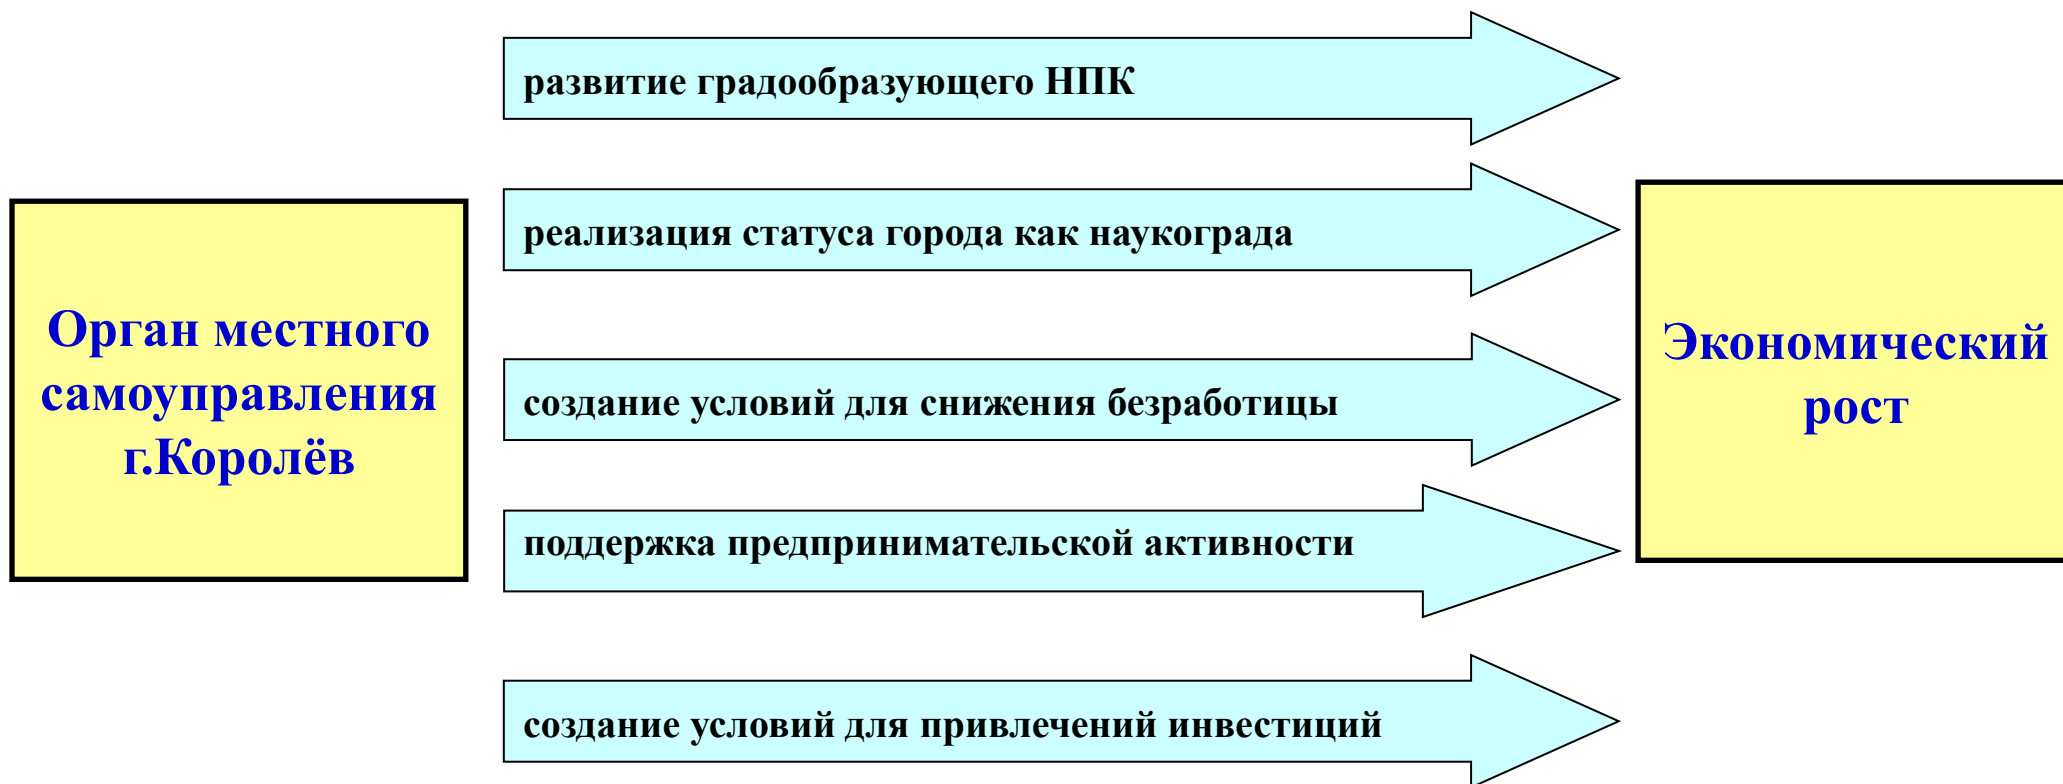 Орган местного
самоуправления
г.Королёв
развитие градообразующего НПК
реализация статуса города как наукограда
создание условий для снижения безработицы
поддержка предпринимательской активности
создание условий для привлечений инвестиций
Экономический
рост